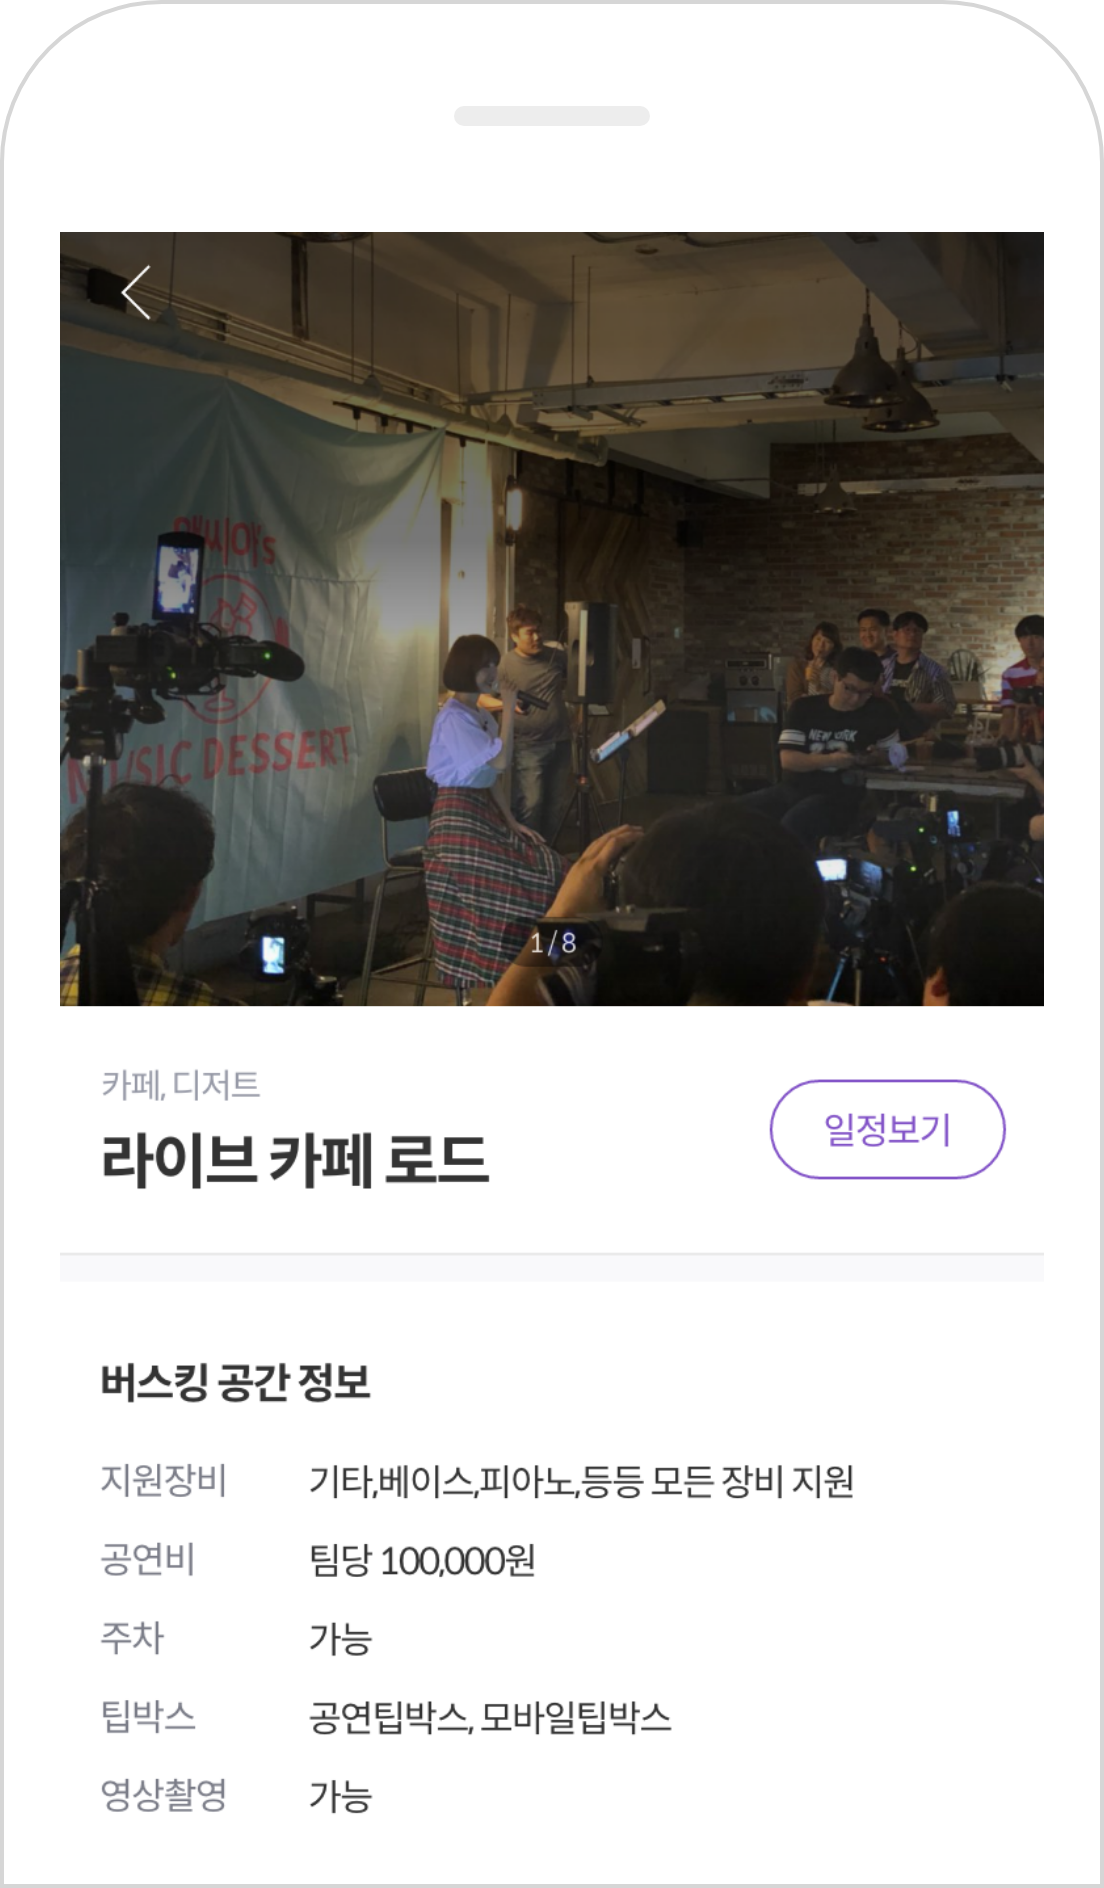 MUSIC DESSERT
NEW YORK
1/8
카페, 디저트
라이브 카페 로드
일정보기
버스킹 공간 정보
지원장비 기타,베이스,피아노,등등 모든 장비 지원
공연비 팀당 100,000원
주차 가능
팁박스 공연팁박스, 모바일팁박스
영상촬영 가능